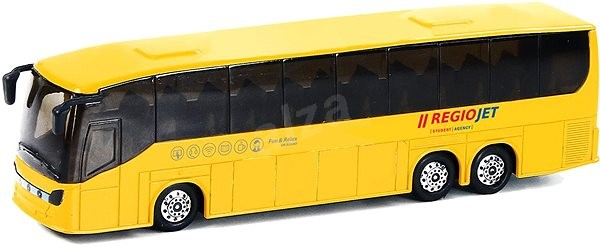 REGIOJET
[ STUDENT | AGENCY ]
Fun & Relax